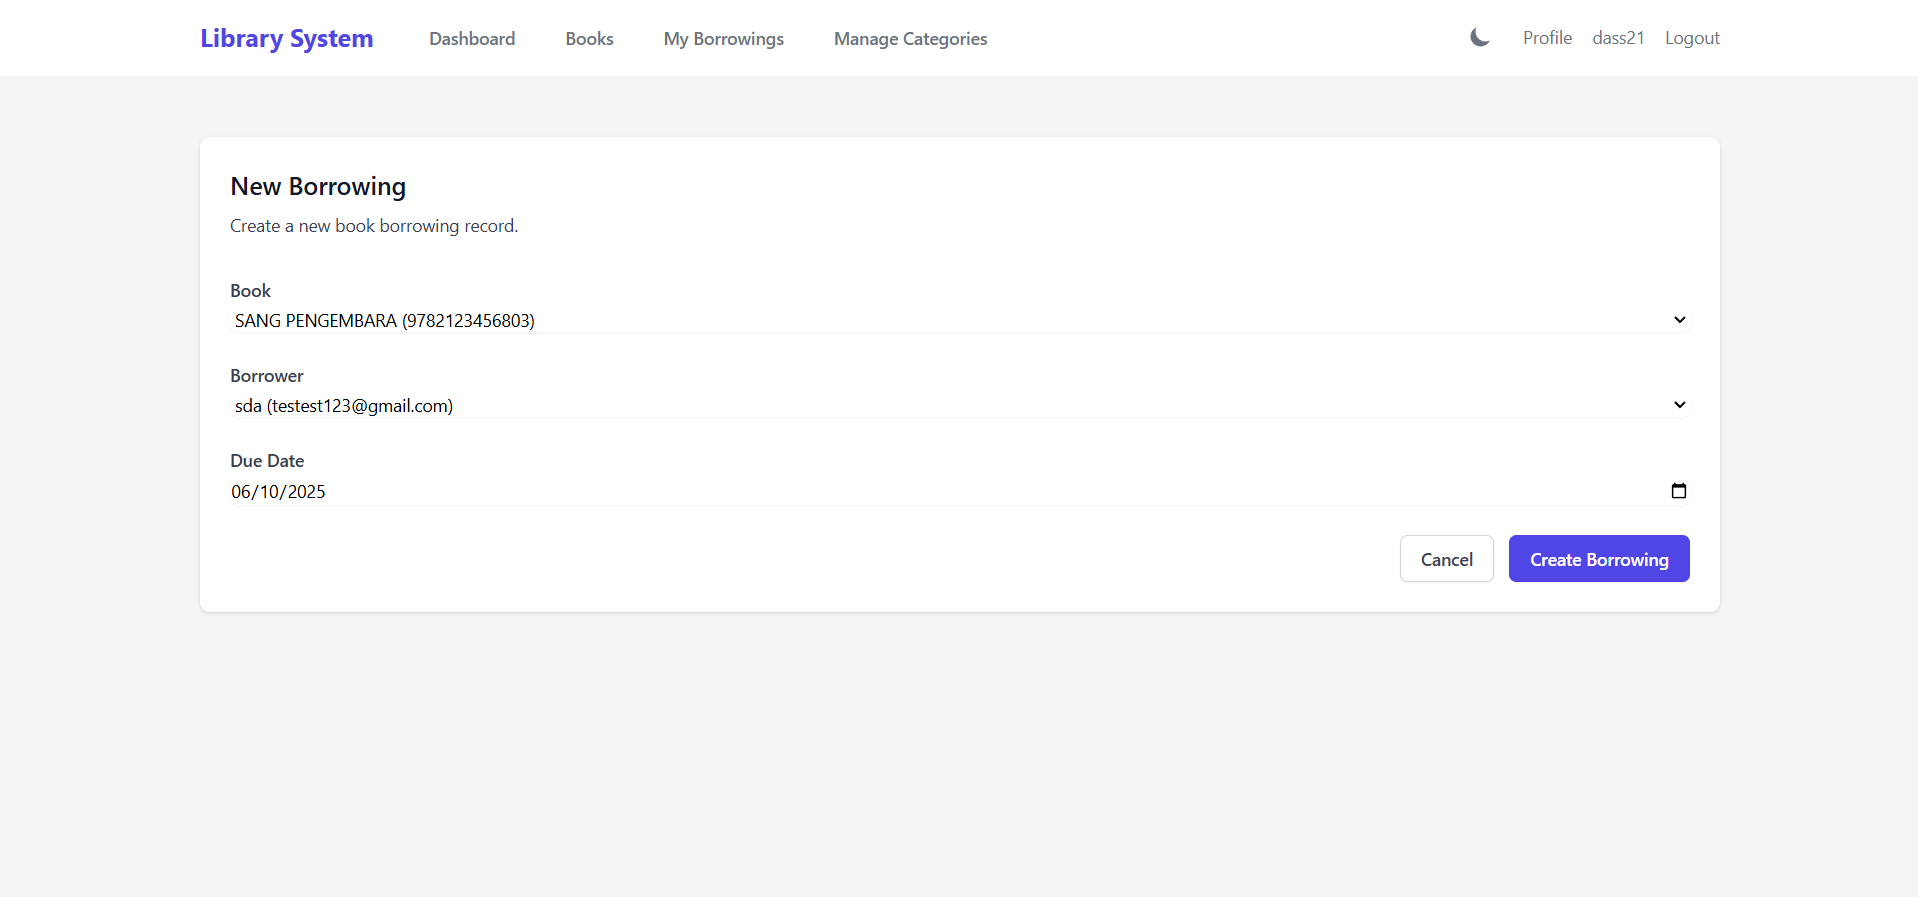 Library System Dashboard Books My Borrowings Manage Categories Profile dass21 Logout
New Borrowing
Create a new book borrowing record.
Book
SANG PENGEMBARA (9782123456803)
Borrower
sda (testest123@gmail.com)
Due Date
06/10/2025
Cancel Create Borrowing